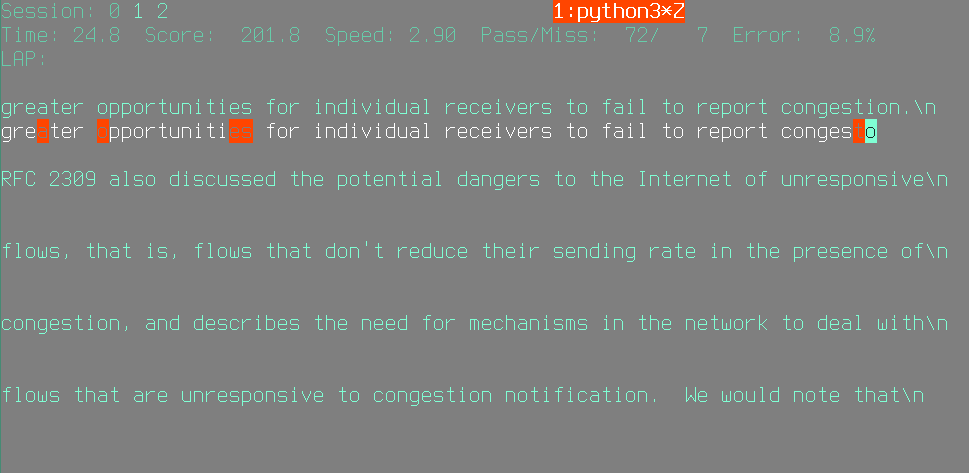 Session: 0 1 2 1:python3*Z
Time: 24.8 Score: 201.8 Speed: 2.90 Pass/Miss: 72/ 7 Error: 8.9%
LAP:
greater opportunities for individual receivers to fail to report congestion.\n
greater opportunities for individual receivers to fail to report
RFC 2309 also discussed the potential dangers to the Internet of unresponsive\n
flows, that is, flows that don't reduce their sending rate in the presence of\n
congestion, and describes the need for mechanisms in the network to deal with\n
flows that are unresponsive to congestion notification.  We would note that\n